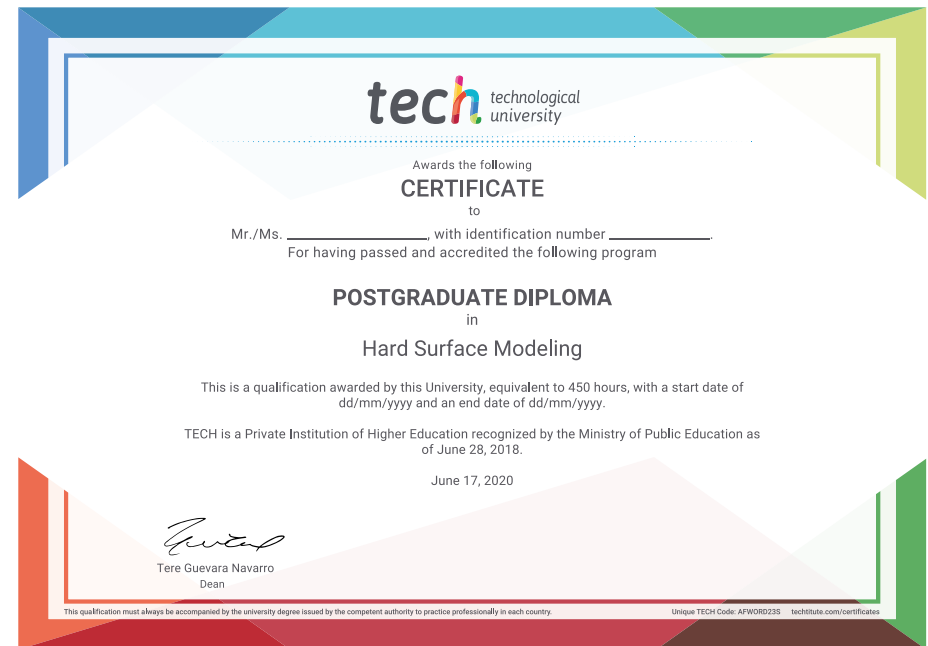 tech technological
university
Awards the following
CERTIFICATE
to
Mr./Ms. ____________________, with identification number ______________.
For having passed and accredited the following program
POSTGRADUATE DIPLOMA
in
Hard Surface Modeling
This is a qualification awarded by this University, equivalent to 450 hours, with a start date of
dd/mm/yyyy and an end date of dd/mm/yyyy.
TECH is a Private Institution of Higher Education recognized by the Ministry of Public Education as
of June 28, 2018.
June 17, 2020
Tere Guevara Navarro
Dean
This qualification must always be accompanied by the university degree issued by the competent authority to practice professionally in each country.
Unique TECH Code: AFWORD23S techtitute.com/certificates